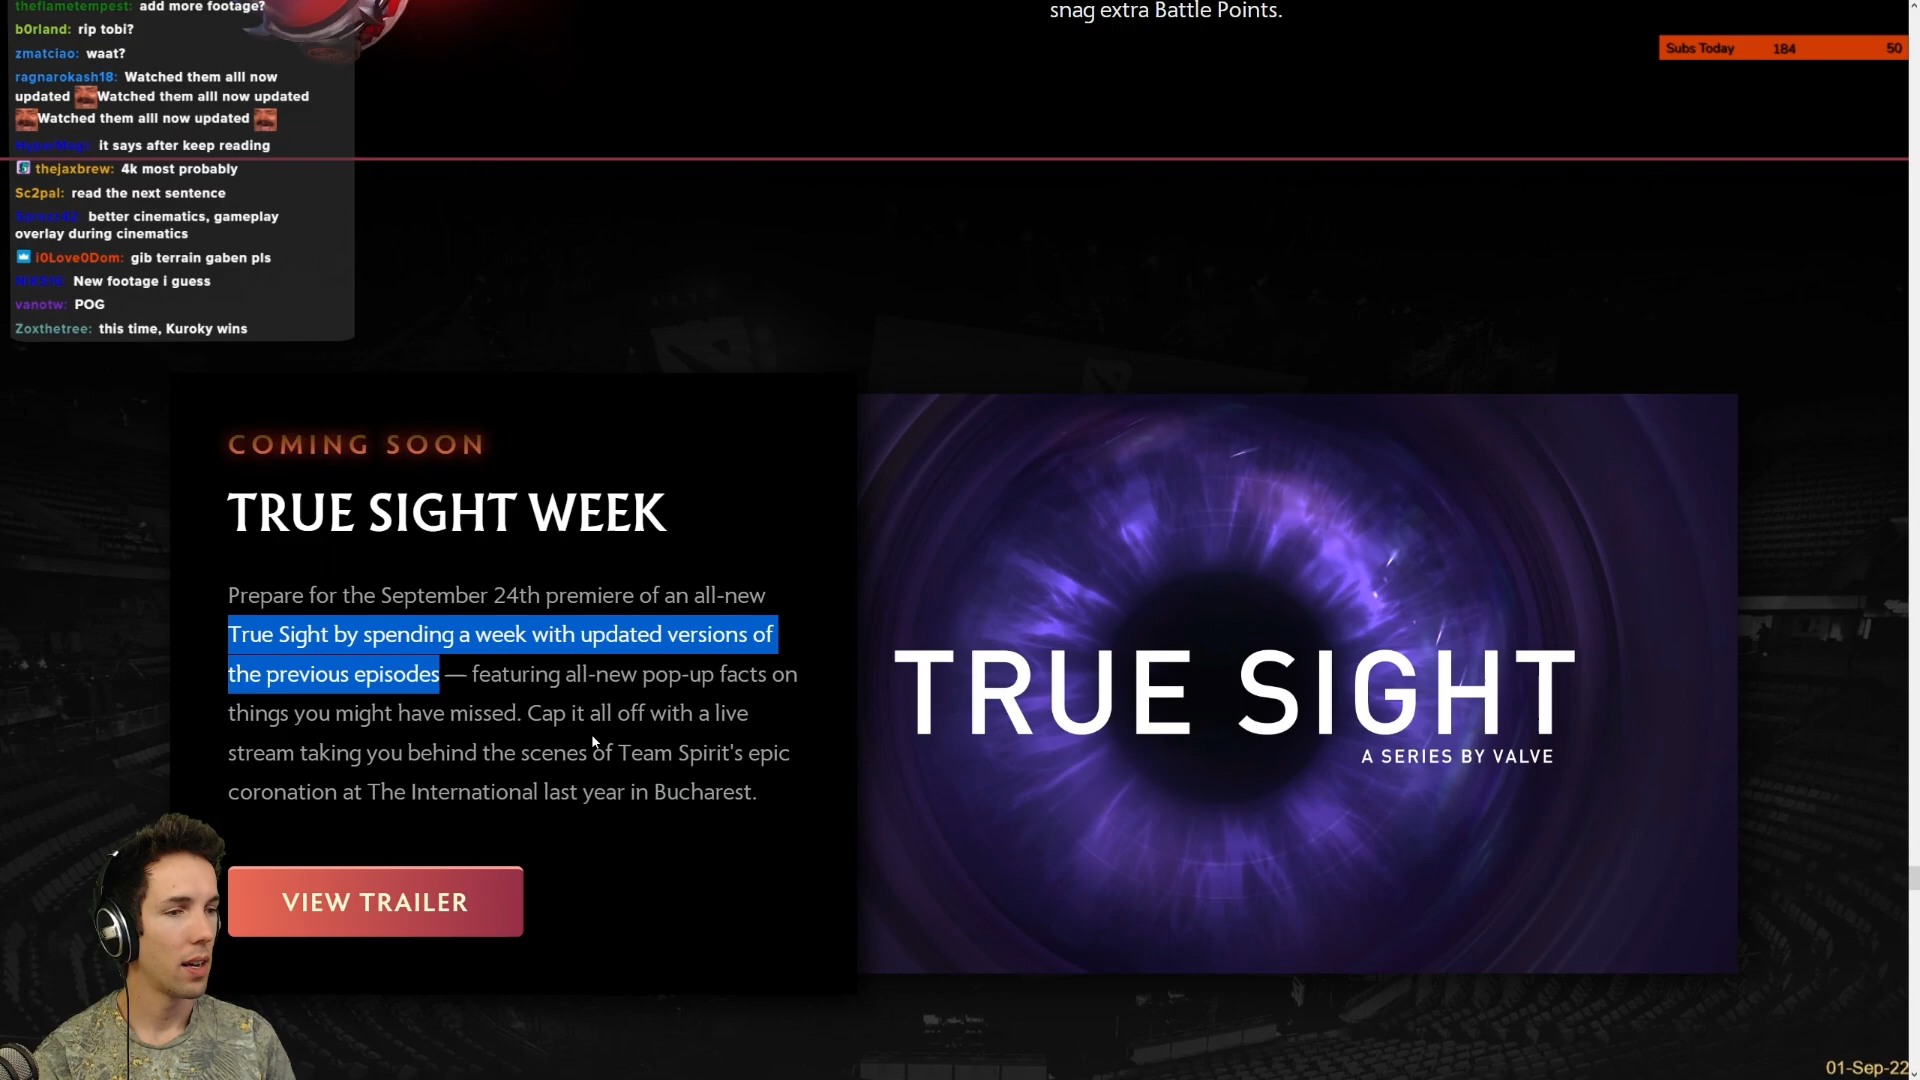 theflametempest: add more footage?
b0rland: rip tobi?
zmatciao: waat?
ragnarokash18: Watched them alll now
updated Watched them alll now updated
Watched them alll now updated
it says after keep reading
thejaxbrew: 4k most probably
Sc2pal: read the next sentence
better cinematics, gameplay
overlay during cinematics
i0Love0Dom: gib terrain gaben pls
New footage i guess
vanotw: POG
Zoxthetree: this time, Kuroky wins
snag extra Battle Points.
Subs Today 184 50
COMING SOON
TRUE SIGHT WEEK
Prepare for the September 24th premiere of an all-new
True Sight by spending a week with updated versions of
the previous episodes — featuring all-new pop-up facts on
things you might have missed. Cap it all off with a live
stream taking you behind the scenes of Team Spirit's epic
coronation at The International last year in Bucharest.
VIEW TRAILER
TRUE SIGHT
A SERIES BY VALVE
01-Sep-22